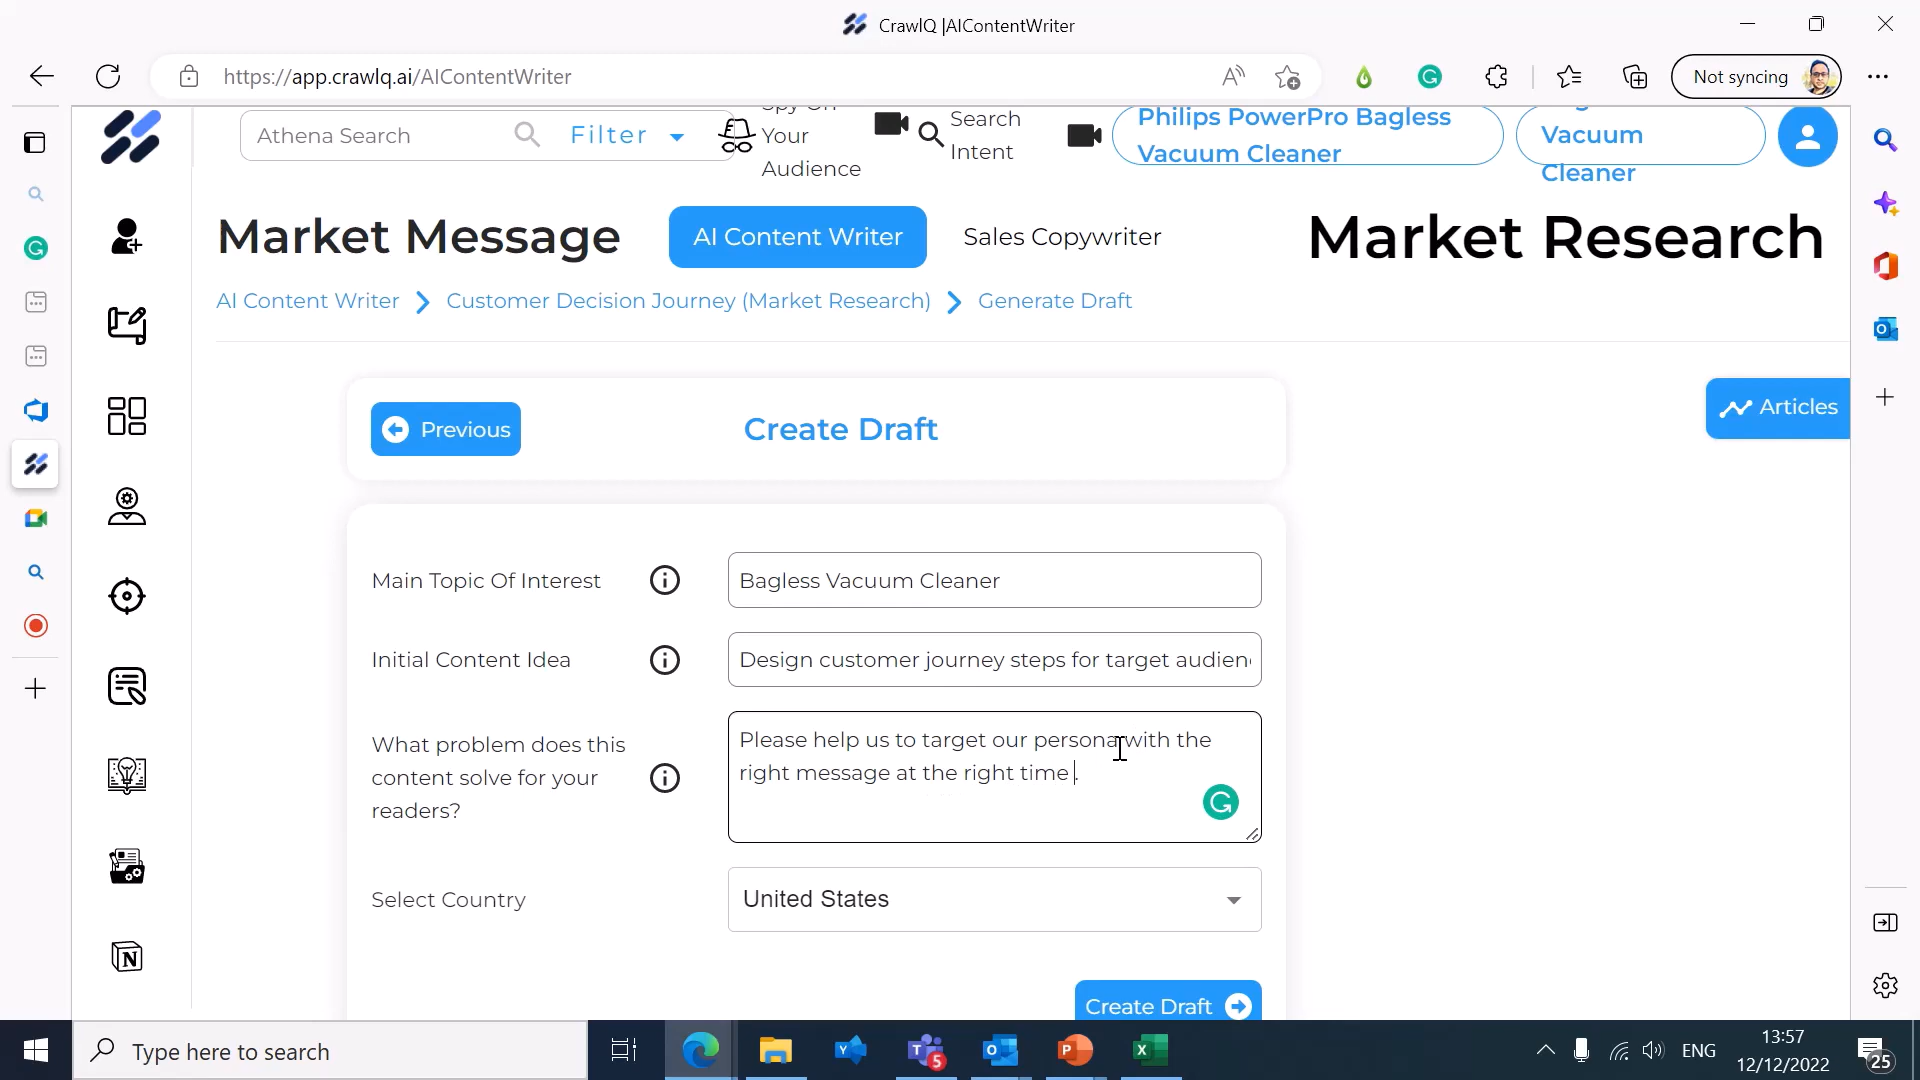 CrawlQ |AIContentWriter
https://app.crawlq.ai/AIContentWriter
Not syncing
Athena Search
Filter
Your
Audience
Search
Intent
Philips PowerPro Bagless
Vacuum Cleaner
Vacuum
Cleaner
Market Message
AI Content Writer
Sales Copywriter
Market Research
AI Content Writer
Customer Decision Journey (Market Research)
Generate Draft
Previous
Create Draft
Articles
Main Topic Of Interest
Bagless Vacuum Cleaner
Initial Content Idea
Design customer journey steps for target audien
What problem does this
content solve for your
readers?
Please help us to target our persona with the
right message at the right time .
Select Country
United States
Create Draft
Type here to search
5
ENG
13:57
12/12/2022
25